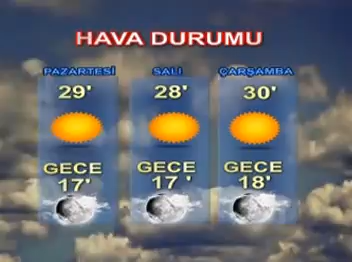 HAVA DURUMU
PAZARTESİ SALI ÇARŞAMBA
29' 28' 30'
GECE GECE GECE
17' 17' 18'